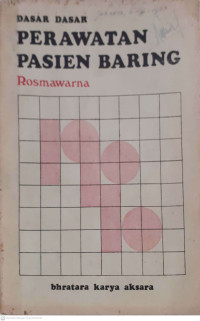 DASAR DASAR
PERAWATAN
PASIEN BARING
Rosmawarna
bhratara karya aksara